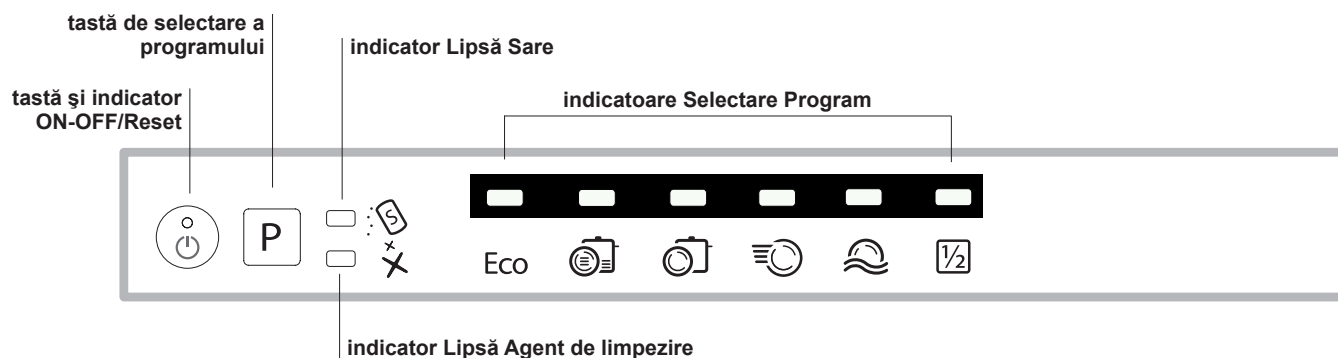 tastă de selectare a
programului
indicator Lipsă Sare
tastă şi indicator
ON-OFF/Reset
indicatoare Selectare Program
P
S
Eco
1/2
indicator Lipsă Agent de limpezire